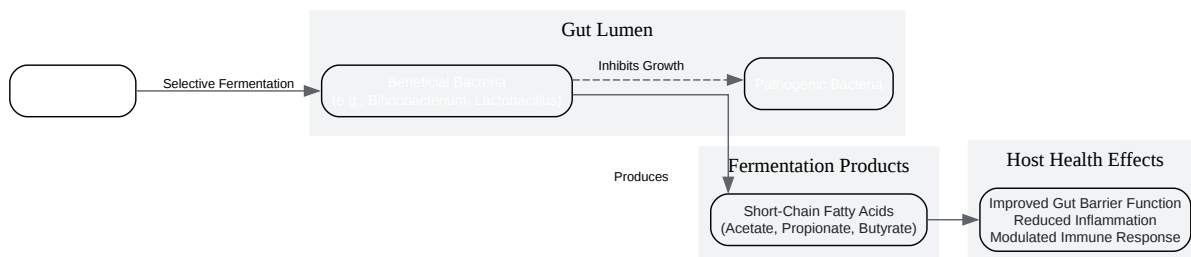 Gut Lumen
Selective Fermentation
Beneficial Bacteria
(e.g., Bifidobacterium, Lactobacillus)
Inhibits Growth
Pathogenic Bacteria
Produces
Fermentation Products
Short-Chain Fatty Acids
(Acetate, Propionate, Butyrate)
Host Health Effects
Improved Gut Barrier Function
Reduced Inflammation
Modulated Immune Response